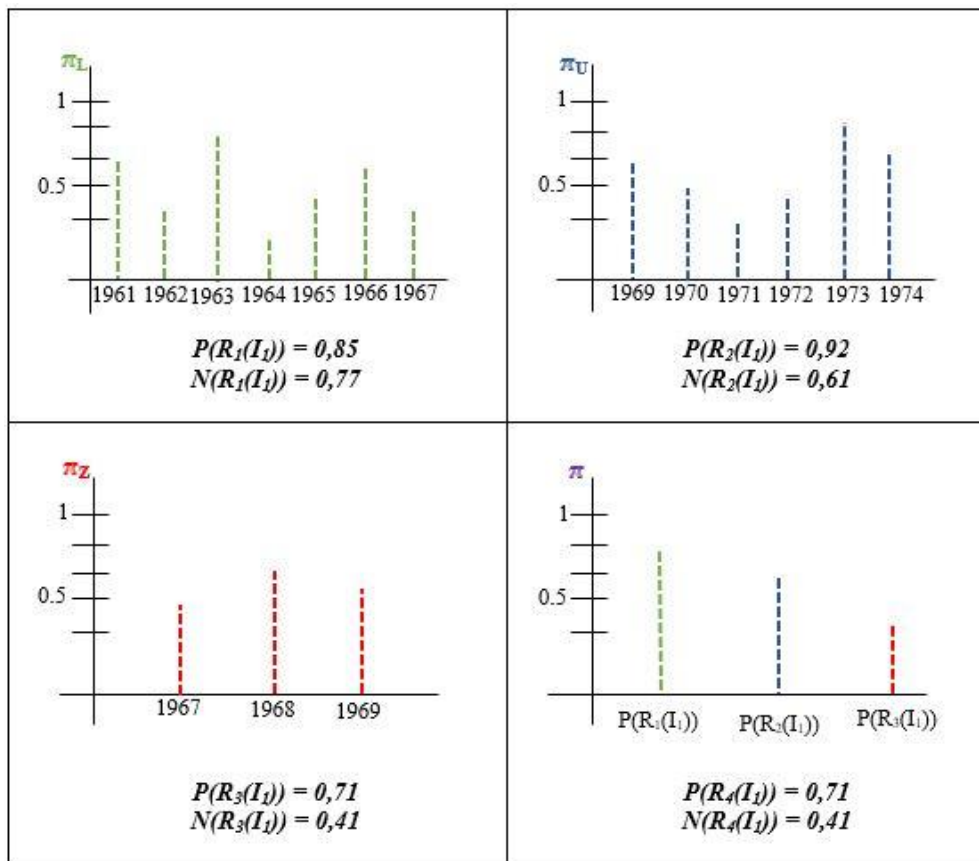 π_L
1
0.5
1961 1962 1963 1964 1965 1966 1967
P(R₁(I₁)) = 0,85
N(R₁(I₁)) = 0,77
π_U
1
0.5
1969 1970 1971 1972 1973 1974
P(R₂(I₁)) = 0,92
N(R₂(I₁)) = 0,61
π_Z
1
0.5
1967 1968 1969
P(R₃(I₁)) = 0,71
N(R₃(I₁)) = 0,41
π
1
0.5
P(R₁(I₁)) P(R₂(I₁)) P(R₃(I₁))
P(R₄(I₁)) = 0,71
N(R₄(I₁)) = 0,41